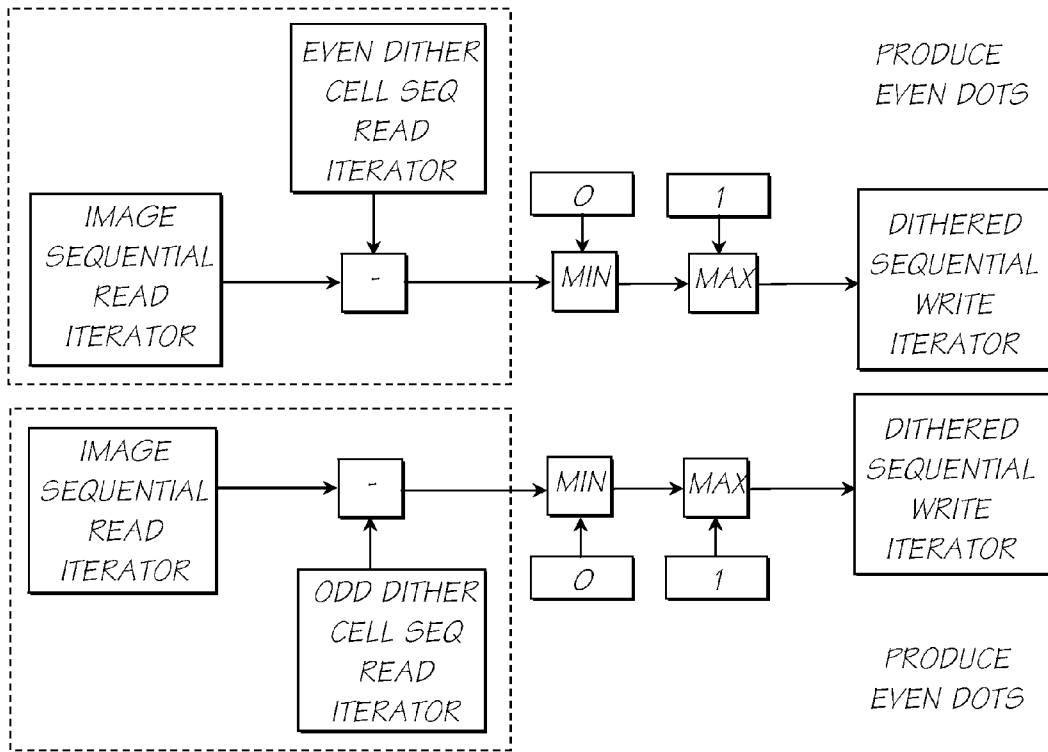 EVEN DITHER
CELL SEQ
READ
ITERATOR
PRODUCE
EVEN DOTS
IMAGE
SEQUENTIAL
READ
ITERATOR
-
0
1
MIN
MAX
DITHERED
SEQUENTIAL
WRITE
ITERATOR
IMAGE
SEQUENTIAL
READ
ITERATOR
-
MIN
MAX
DITHERED
SEQUENTIAL
WRITE
ITERATOR
0
1
ODD DITHER
CELL SEQ
READ
ITERATOR
PRODUCE
EVEN DOTS